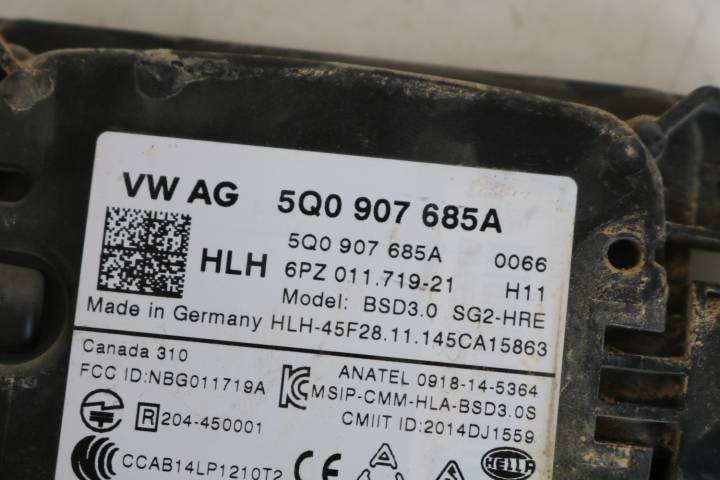 VW AG 5Q0 907 685A
5Q0 907 685A 0066
HLH 6PZ 011.719-21 H11
Model: BSD3.0 SG2-HRE
Made in Germany HLH-45F28.11.145CA15863
Canada 310
ANATEL 0918-14-5364
FCC ID:NBG011719A
MSIP-CMM-HLA-BSD3.0S
R 204-450001
CMIIT ID:2014DJ1559
CCAB14LP1210T2
CE
HELLA